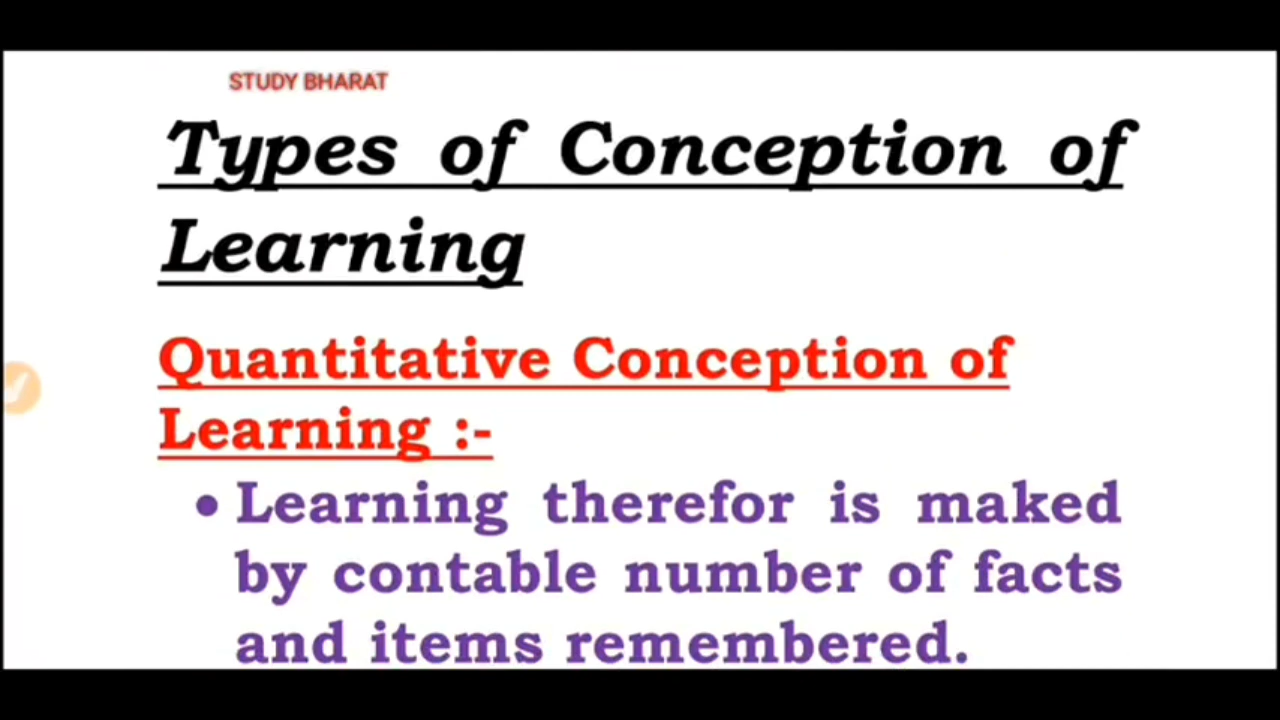 STUDY BHARAT
Types of Conception of
Learning
Quantitative Conception of
Learning :-
• Learning therefor is maked
by contable number of facts
and items remembered.